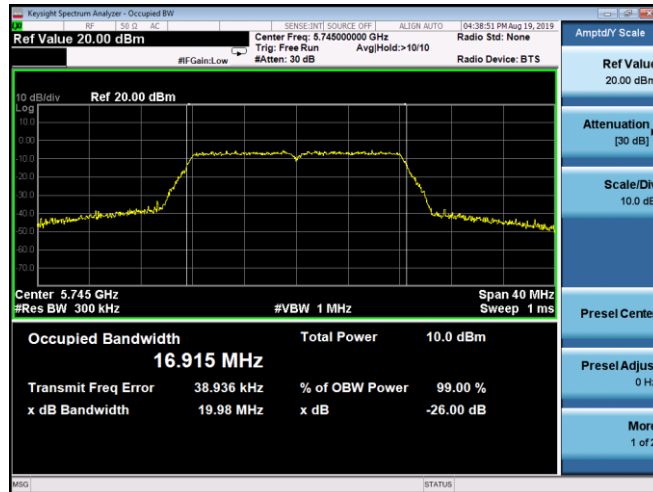 Keysight Spectrum Analyzer - Occupied BW
RF 50 Ω AC SENSE:INT SOURCE OFF ALIGN AUTO 04:38:51 PM Aug 19, 2019
Ref Value 20.00 dBm
Center Freq: 5.745000000 GHz
Radio Std: None
Trig: Free Run Avg|Hold:>10/10
#IFGain:Low
#Atten: 30 dB
Radio Device: BTS
10 dB/div Ref 20.00 dBm
Log
10.0
0.00
-10.0
-20.0
-30.0
-40.0
-50.0
-60.0
-70.0
Center 5.745 GHz Span 40 MHz
#Res BW 300 kHz #VBW 1 MHz Sweep 1 ms
Occupied Bandwidth Total Power 10.0 dBm
16.915 MHz
Transmit Freq Error 38.936 kHz % of OBW Power 99.00 %
x dB Bandwidth 19.98 MHz x dB -26.00 dB
MSG STATUS
Amptd/Y Scale
Ref Value
20.00 dBm
Attenuation
[30 dB]
Scale/Div
10.0 dB
Presel Center
Presel Adjus
0 H
More
1 of 2